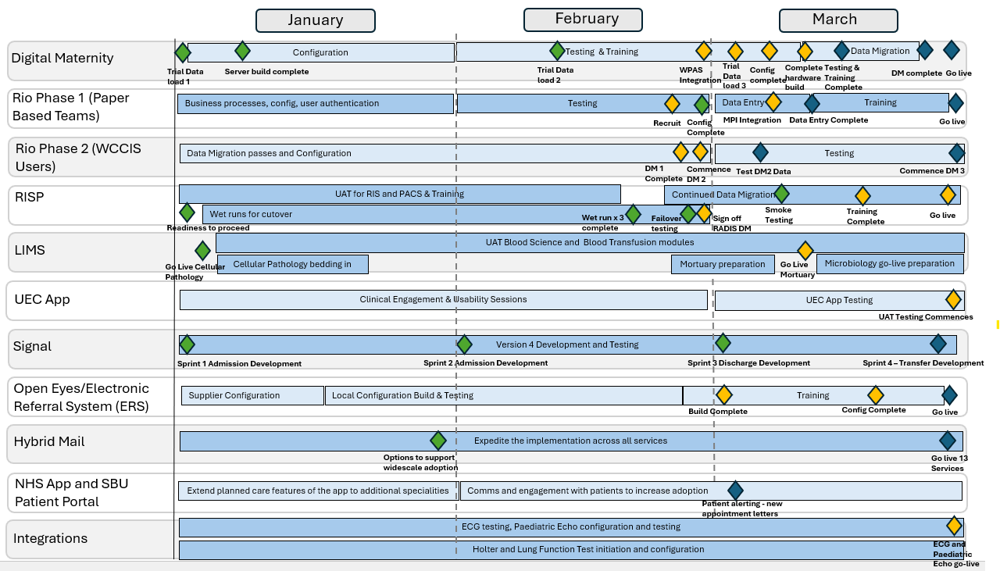 January
February
March
Digital Maternity
Configuration
Testing & Training
Data Migration
Trial Data
load 1
Server build complete
Trial Data
load 2
WPAS
Integration
Trial
Data
load 3
Config
complete
Complete
hardware
build
Testing &
Training
Complete
DM complete
Go live
Rio Phase 1 (Paper
Based Teams)
Business processes, config, user authentication
Testing
Data Entry
Training
Recruit
Config
Complete
MPI Integration
Data Entry Complete
Go live
Rio Phase 2 (WCCIS
Users)
Data Migration passes and Configuration
Testing
DM 1
Complete
Commence
DM 2
Test DM2 Data
Commence DM 3
RISP
UAT for RIS and PACS & Training
Continued Data Migration
Wet runs for cutover
Readiness to proceed
Wet run x 3
complete
Failover
testing
Sign off
RADIS DM
Smoke
Testing
Training
Complete
Go live
LIMS
UAT Blood Science and Blood Transfusion modules
Go Live Cellular
Pathology
Cellular Pathology bedding in
Mortuary preparation
Go Live
Mortuary
Microbiology go-live preparation
UEC App
Clinical Engagement & Usability Sessions
UEC App Testing
UAT Testing Commences
Signal
Version 4 Development and Testing
Sprint 1 Admission Development
Sprint 2 Admission Development
Sprint 3 Discharge Development
Sprint 4 – Transfer Development
Open Eyes/Electronic
Referral System (ERS)
Supplier Configuration
Local Configuration Build & Testing
Training
Build Complete
Config Complete
Go live
Hybrid Mail
Expedite the implementation across all services
Options to support
widescale adoption
Go live 13
Services
NHS App and SBU
Patient Portal
Extend planned care features of the app to additional specialities
Comms and engagement with patients to increase adoption
Patient alerting - new
appointment letters
Integrations
ECG testing, Paediatric Echo configuration and testing
Holter and Lung Function Test initiation and configuration
ECG and
Paediatric
Echo go-live